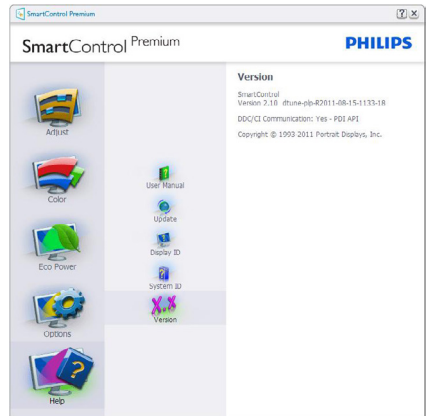 SmartControl Premium
SmartControl Premium
PHILIPS
Adjust
Color
Eco Power
Options
Help
User Manual
Update
Display ID
System ID
X.X
Version
Version
SmartControl
Version 2.10 dtune-plp-R2011-08-15-1133-18
DDC/CI Communication: Yes - PDI API
Copyright © 1993-2011 Portrait Displays, Inc.